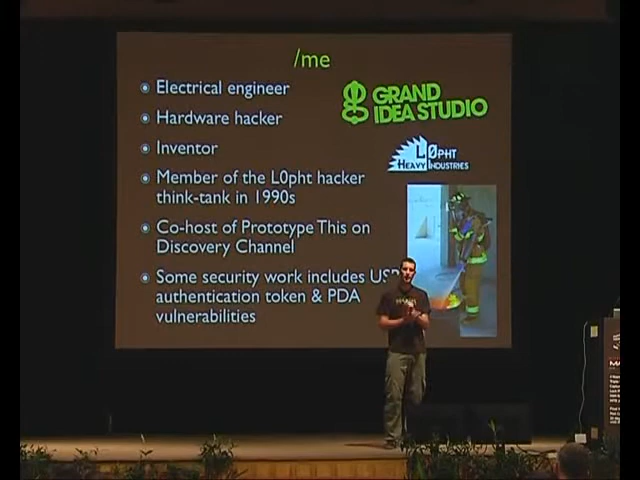 /me
Electrical engineer
Hardware hacker
Inventor
Member of the L0pht hacker
think-tank in 1990s
Co-host of Prototype This on
Discovery Channel
Some security work includes
authentication token & PDA
vulnerabilities
GRAND
IDEA STUDIO
L0PHT
HEAVY INDUSTRIES